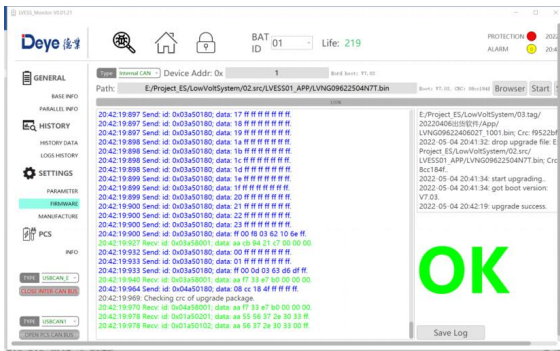 LVESS_Monitor V0.01.21
Deye 德业
BAT
ID
01
Life: 219
PROTECTION
ALARM
2022
GENERAL
BASE INFO
PARALLEL INFO
HISTORY
HISTORY DATA
LOGS HISTORY
SETTINGS
PARAMETER
FIRMWARE
MANUFACTURE
PCS
INFO
TYPE USBCAN_E
CLOSE INTER CAN BUS
TYPE USBCAN1
OPEN PCS CAN BUS
Type Internal CAN Device Addr: 0x 1
Path: E:/Project_ES/LowVoltSystem/02.src/LVESS01_APP/LVNG09622504N7T.bin
Browser Start
100%
20:42:19:897 Send: id: 0x03a50180; data: 17 ff ff ff ff ff ff ff.
20:42:19:897 Send: id: 0x03a50180; data: 18 ff ff ff ff ff ff ff.
20:42:19:898 Send: id: 0x03a50180; data: 19 ff ff ff ff ff ff ff.
20:42:19:898 Send: id: 0x03a50180; data: 1a ff ff ff ff ff ff ff.
20:42:19:898 Send: id: 0x03a50180; data: 1b ff ff ff ff ff ff ff.
20:42:19:898 Send: id: 0x03a50180; data: 1c ff ff ff ff ff ff ff.
20:42:19:899 Send: id: 0x03a50180; data: 1d ff ff ff ff ff ff ff.
20:42:19:899 Send: id: 0x03a50180; data: 1e ff ff ff ff ff ff ff.
20:42:19:899 Send: id: 0x03a50180; data: 1f ff ff ff ff ff ff ff.
20:42:19:899 Send: id: 0x03a50180; data: 20 ff ff ff ff ff ff ff.
20:42:19:900 Send: id: 0x03a50180; data: 21 ff ff ff ff ff ff ff.
20:42:19:900 Send: id: 0x03a50180; data: 22 ff ff ff ff ff ff ff.
20:42:19:900 Send: id: 0x03a50180; data: 23 ff ff ff ff ff ff ff.
20:42:19:900 Send: id: 0x04a50180; data: ff 00 f8 03 62 10 6e ff.
20:42:19:927 Recv: id: 0x03a58001; data: aa cb 64 21 c7 80 00 00.
20:42:19:932 Send: id: 0x03a50180; data: 00 ff ff ff ff ff ff ff.
20:42:19:933 Send: id: 0x03a50180; data: 01 ff ff ff ff ff ff ff.
20:42:19:933 Send: id: 0x04a50180; data: ff 00 0d 03 63 d6 df ff.
20:42:19:940 Recv: id: 0x03a58001; data: aa f7 33 e7 b0 00 00 00.
20:42:19:964 Send: id: 0x04a50180; data: 08 cc 18 4f ff ff ff ff.
20:42:19:969: Checking crc of upgrade package.
20:42:19:970 Recv: id: 0x04a58001; data: aa f7 33 e7 b0 00 00 00.
20:42:19:978 Recv: id: 0x01a50201; data: aa 55 56 37 2e 30 33 00.
20:42:19:978 Recv: id: 0x01a50102; data: aa 56 37 2e 30 33 00 ff.
E:/Project_ES/LowVoltSystem/03.tag/
20220406出货软件/App/
LVNG0962240602T_1001.bin; Crc: f9522bf
2022-05-04 20:41:32: drop upgrade file: E:
Project_ES/LowVoltSystem/02.src/
LVESS01_APP/LVNG09622504N7T.bin; Crc
8cc184f..
2022-05-04 20:41:34: start upgrading..
2022-05-04 20:41:34: got boot version:
V7.03.
2022-05-04 20:42:19: upgrade success.
OK
Save Log